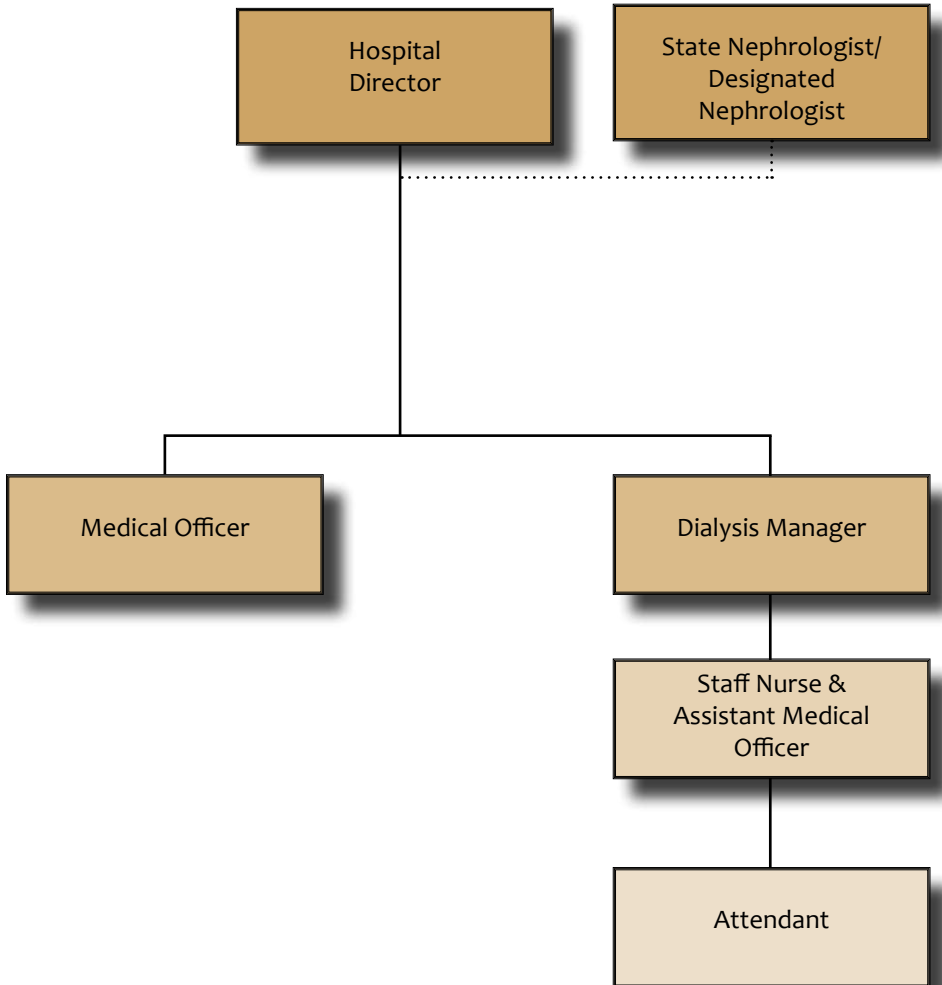 Hospital
Director
State Nephrologist/
Designated
Nephrologist
Medical Officer
Dialysis Manager
Staff Nurse &
Assistant Medical
Officer
Attendant